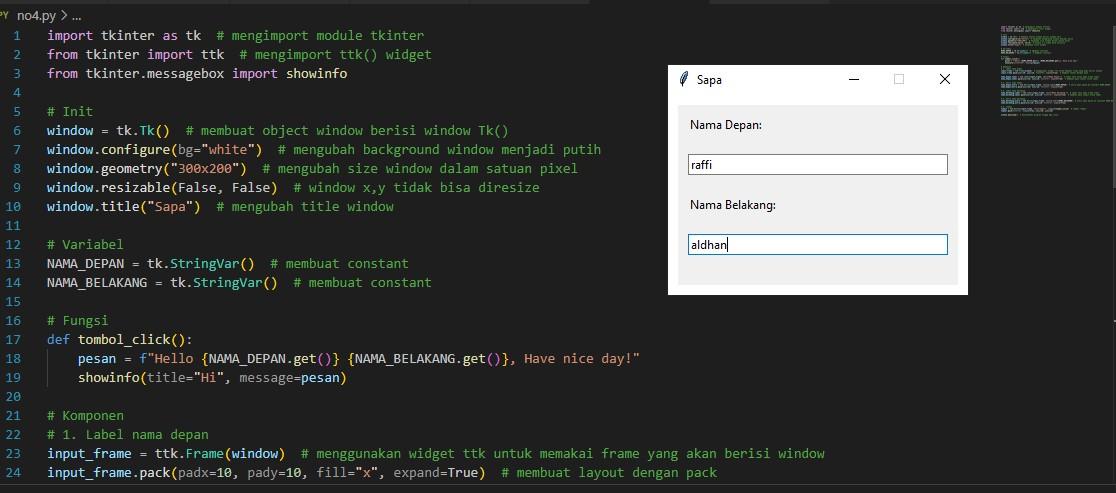 PY no4.py > ...
1 import tkinter as tk  # mengimport module tkinter
2 from tkinter import ttk  # mengimport ttk() widget
3 from tkinter.messagebox import showinfo
4
5 # Init
6 window = tk.Tk()  # membuat object window berisi window Tk()
7 window.configure(bg="white")  # mengubah background window menjadi putih
8 window.geometry("300x200")  # mengubah size window dalam satuan pixel
9 window.resizable(False, False)  # window x,y tidak bisa diresize
10 window.title("Sapa")  # mengubah title window
11
12 # Variabel
13 NAMA_DEPAN = tk.StringVar()  # membuat constant
14 NAMA_BELAKANG = tk.StringVar()  # membuat constant
15
16 # Fungsi
17 def tombol_click():
18     pesan = f"Hello {NAMA_DEPAN.get()} {NAMA_BELAKANG.get()}, Have nice day!"
19     showinfo(title="Hi", message=pesan)
20
21 # Komponen
22 # 1. Label nama depan
23 input_frame = ttk.Frame(window)  # menggunakan widget ttk untuk memakai frame yang akan berisi window
24 input_frame.pack(padx=10, pady=10, fill="x", expand=True)  # membuat layout dengan pack
Sapa
Nama Depan:
raffi
Nama Belakang:
aldhan